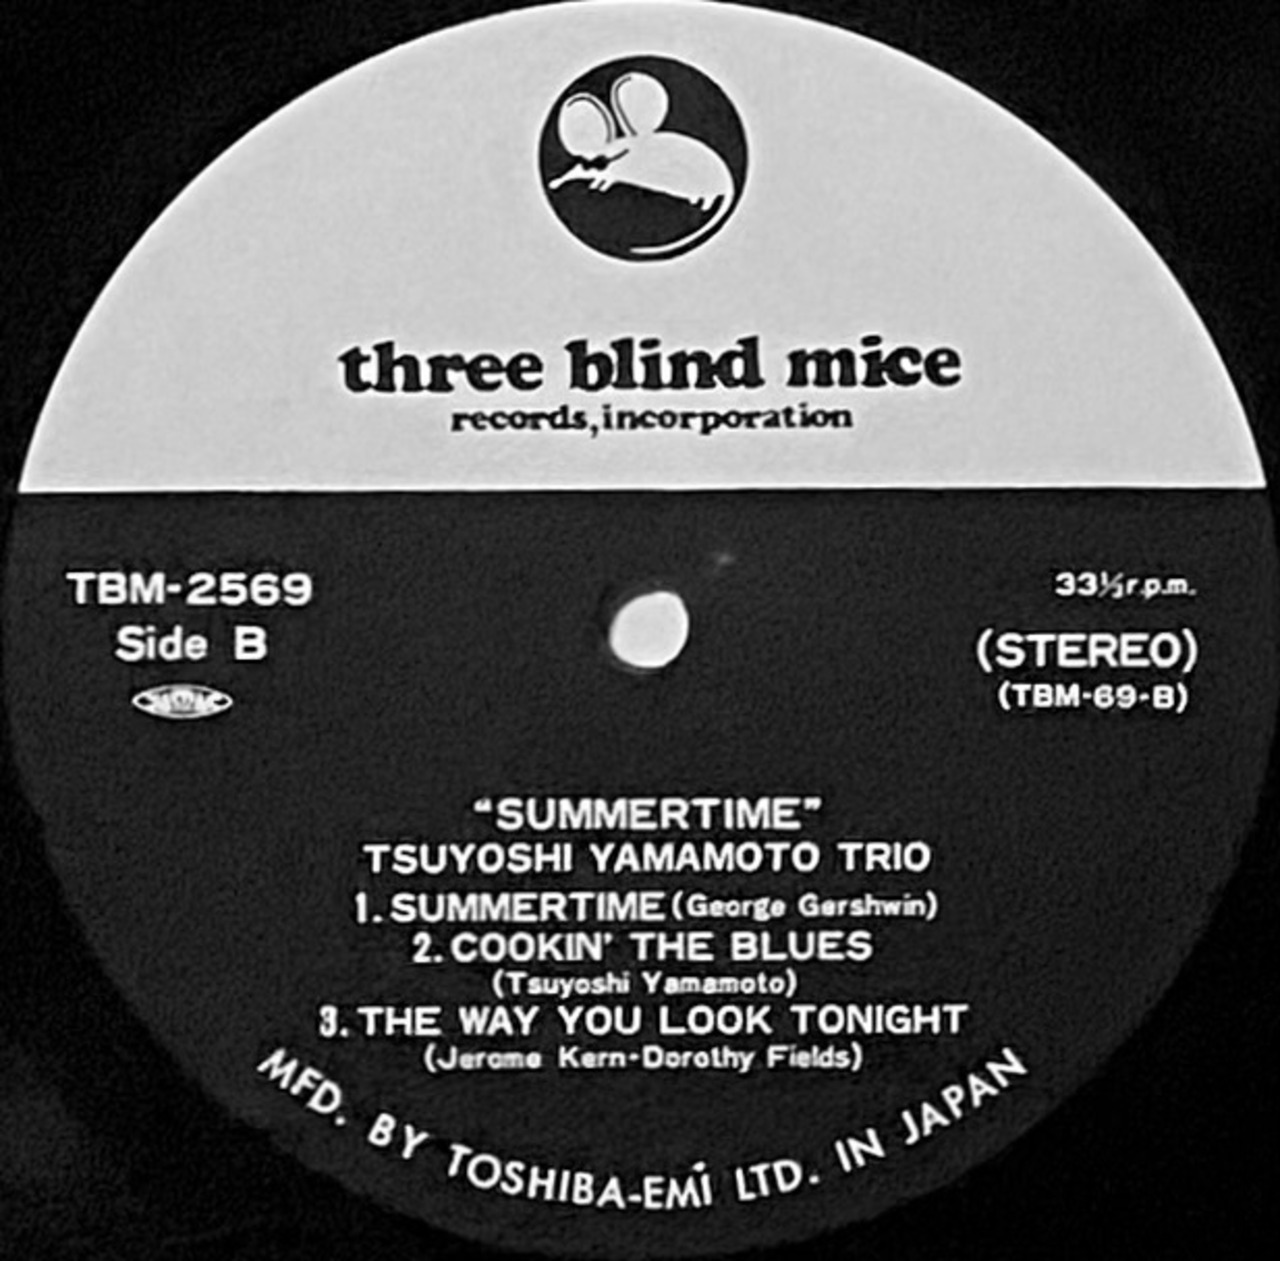 three blind mice
records, incorporation
TBM-2569
Side B
33⅓ r.p.m.
(STEREO)
(TBM-69-B)
"SUMMERTIME"
TSUYOSHI YAMAMOTO TRIO
1. SUMMERTIME (George Gershwin)
2. COOKIN' THE BLUES
(Tsuyoshi Yamamoto)
3. THE WAY YOU LOOK TONIGHT
(Jerome Kern-Dorothy Fields)
MFD. BY TOSHIBA-EMI LTD. IN JAPAN